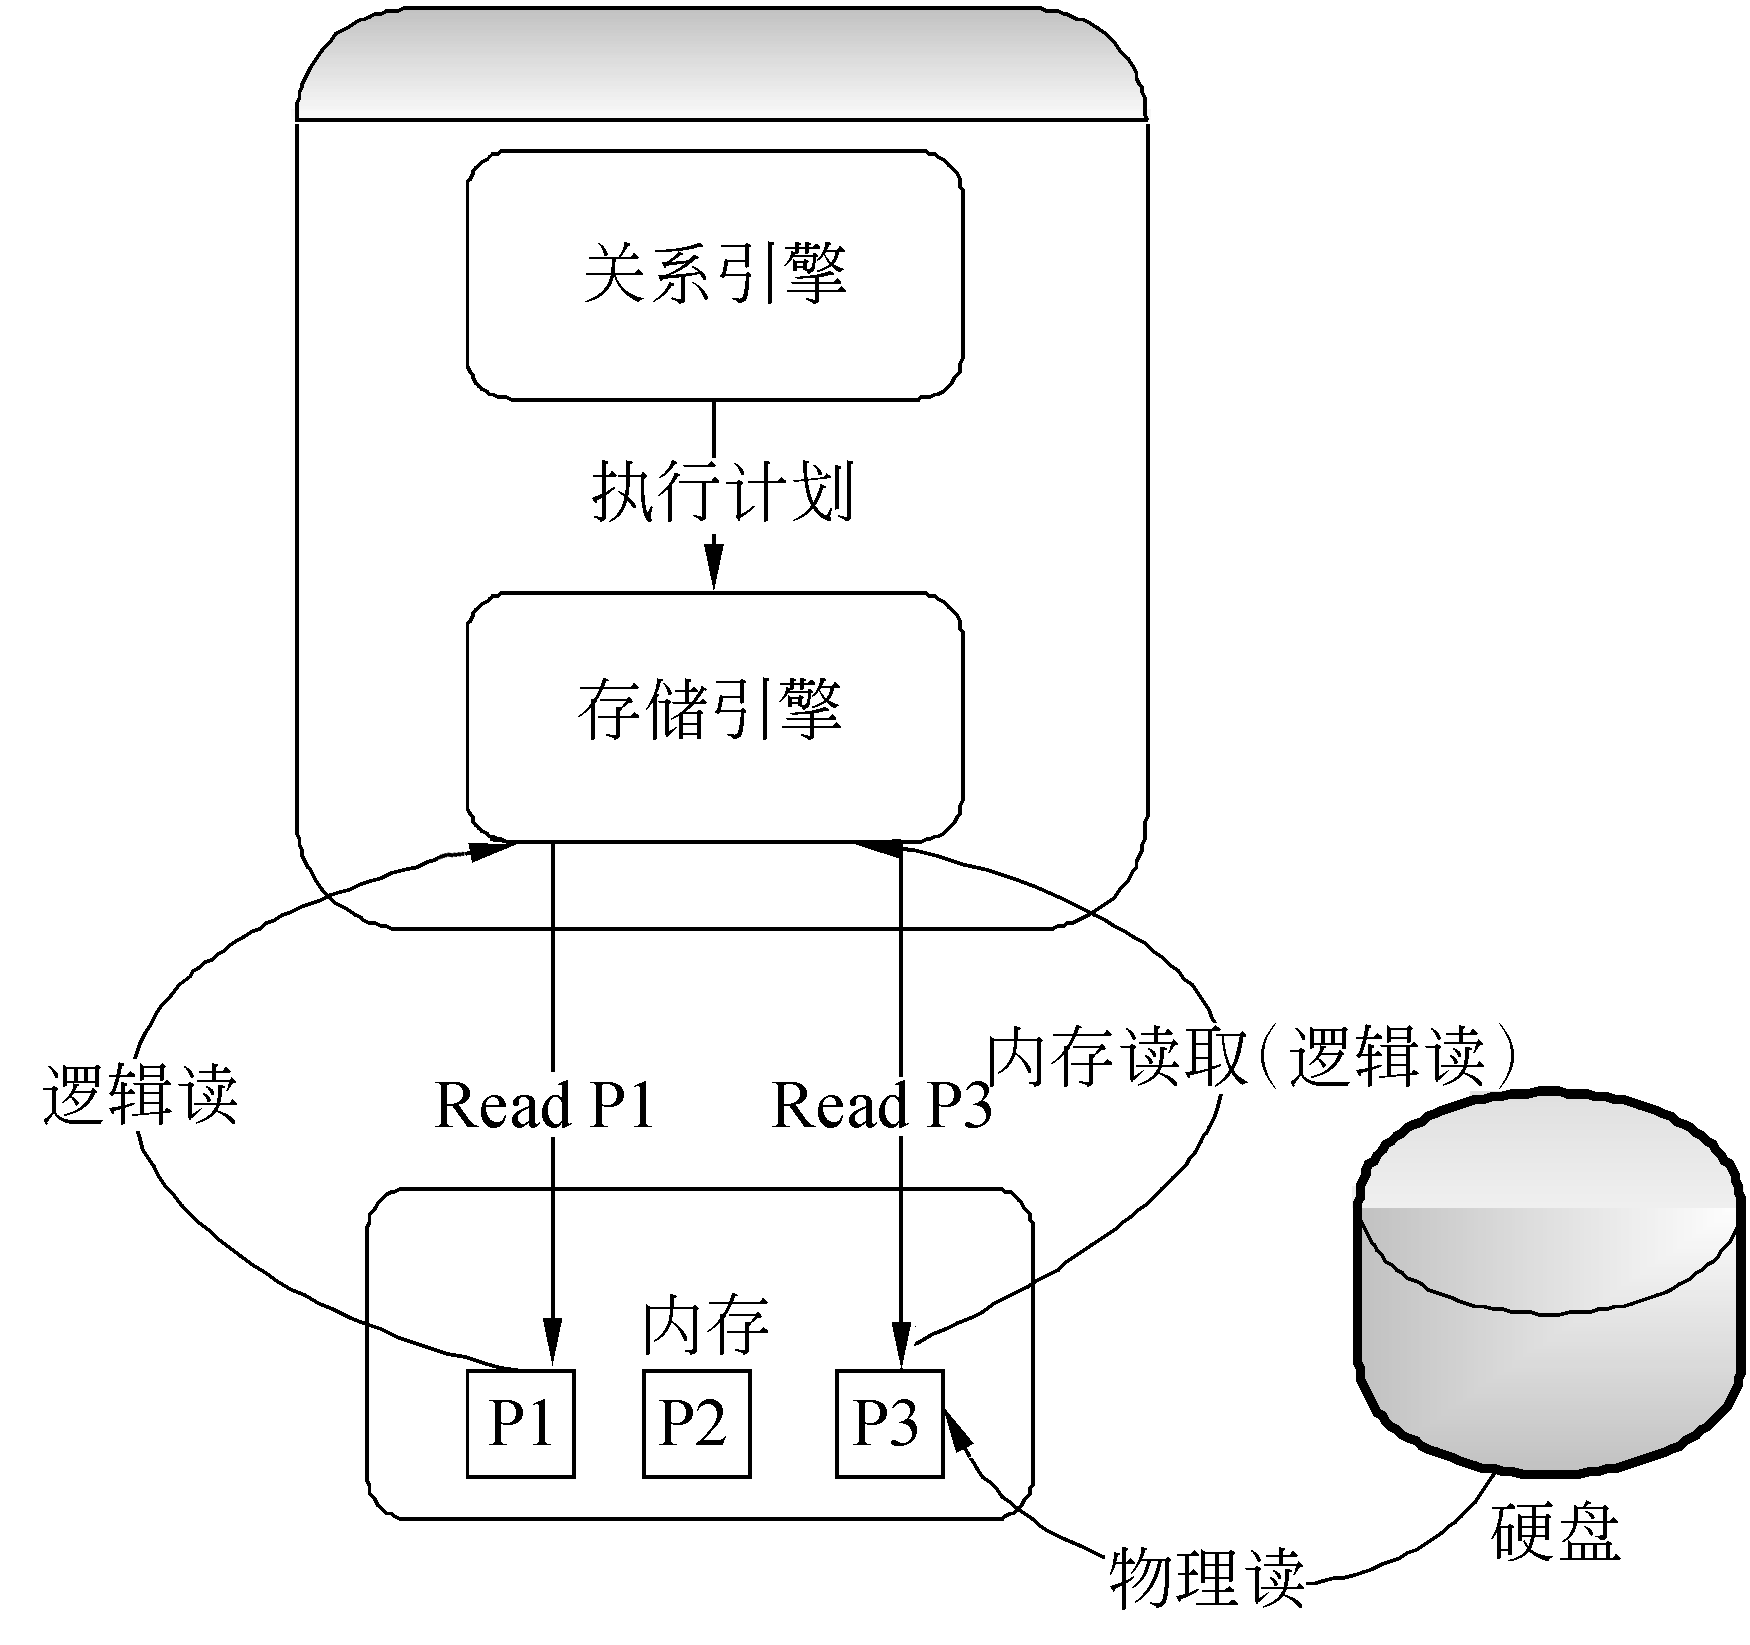 关系引擎
执行计划
存储引擎
内存读取(逻辑读)
逻辑读
Read P1
Read P3
内存
P1
P2
P3
硬盘
物理读